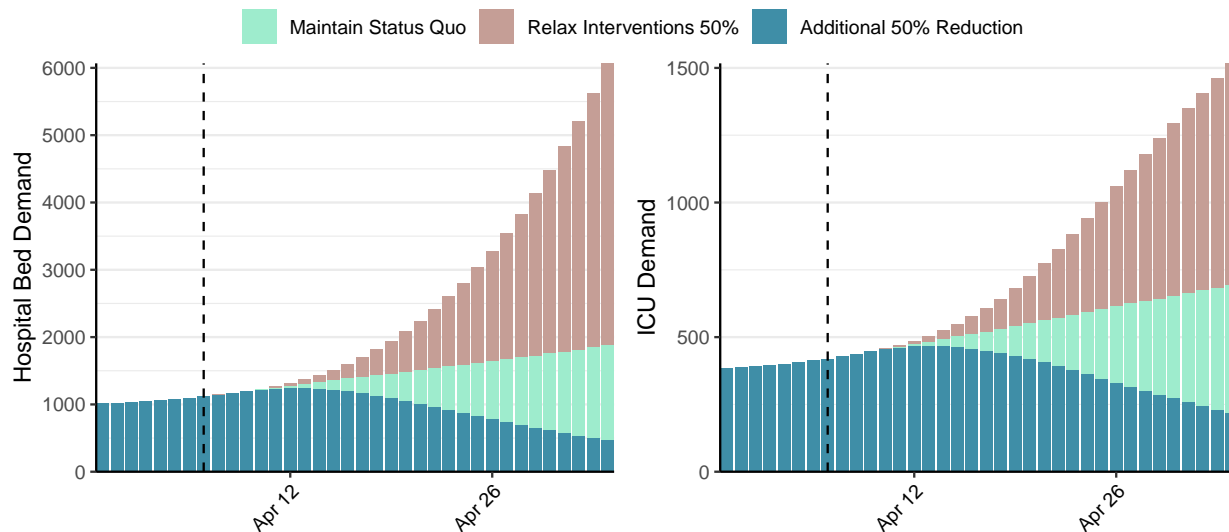 Maintain Status Quo Relax Interventions 50% Additional 50% Reduction
Hospital Bed Demand
6000
5000
4000
3000
2000
1000
0
Apr 12
Apr 26
ICU Demand
1500
1000
500
0
Apr 12
Apr 26